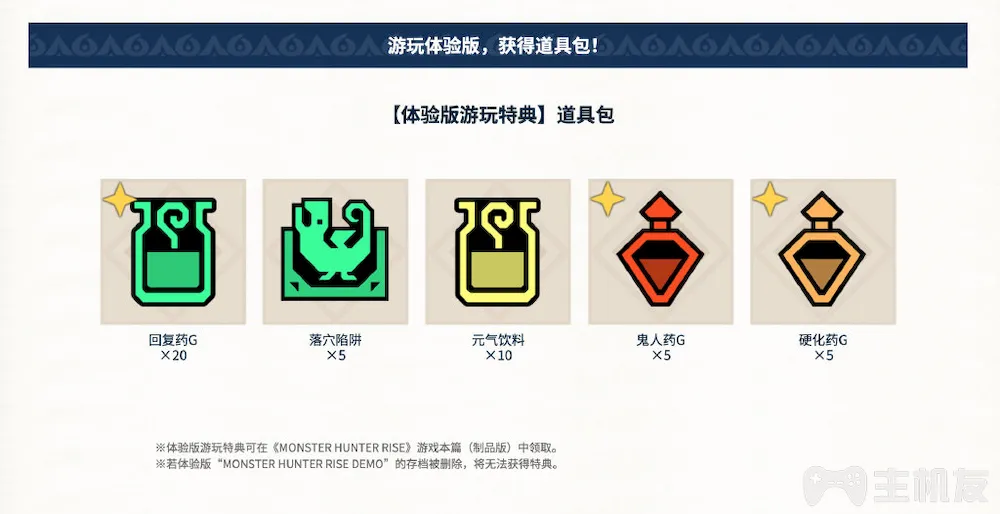 游玩体验版，获得道具包！
【体验版游玩特典】道具包
回复药G
×20
落穴陷阱
×5
元气饮料
×10
鬼人药G
×5
硬化药G
×5
※体验版游玩特典可在《MONSTER HUNTER RISE》游戏本篇（制品版）中领取。
※若体验版“MONSTER HUNTER RISE DEMO”的存档被删除，将无法获得特典。
主机友